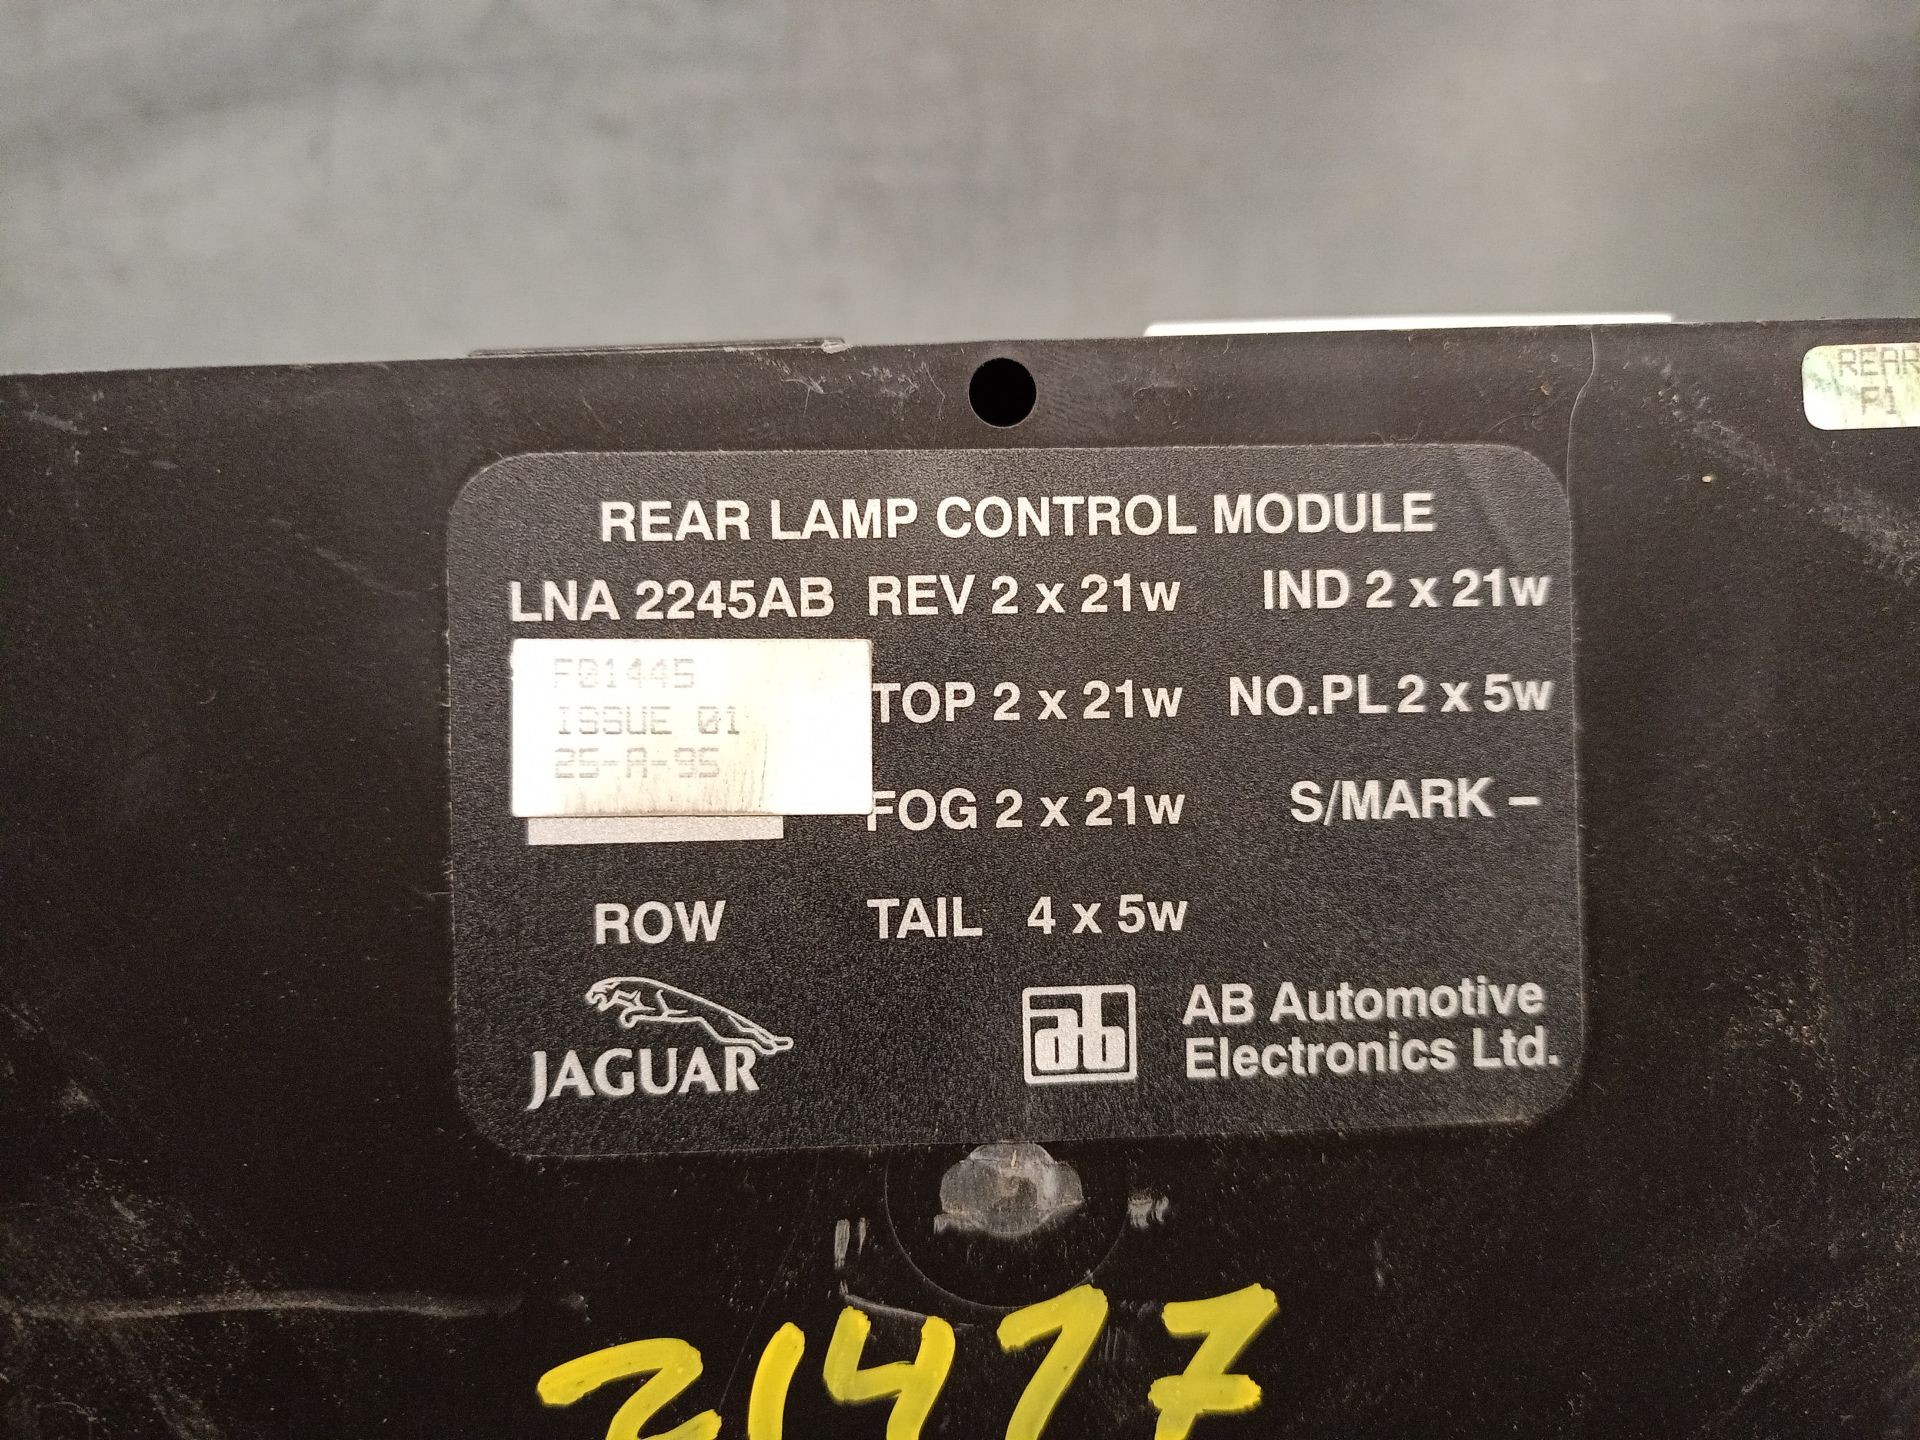 REAR
REAR LAMP CONTROL MODULE
LNA 2245AB REV 2 x 21w IND 2 x 21w
F01445
ISSUE 01
25-A-95
TOP 2 x 21w NO.PL 2 x 5w
FOG 2 x 21w S/MARK –
ROW TAIL 4 x 5w
JAGUAR
ab
AB Automotive
Electronics Ltd.
21477